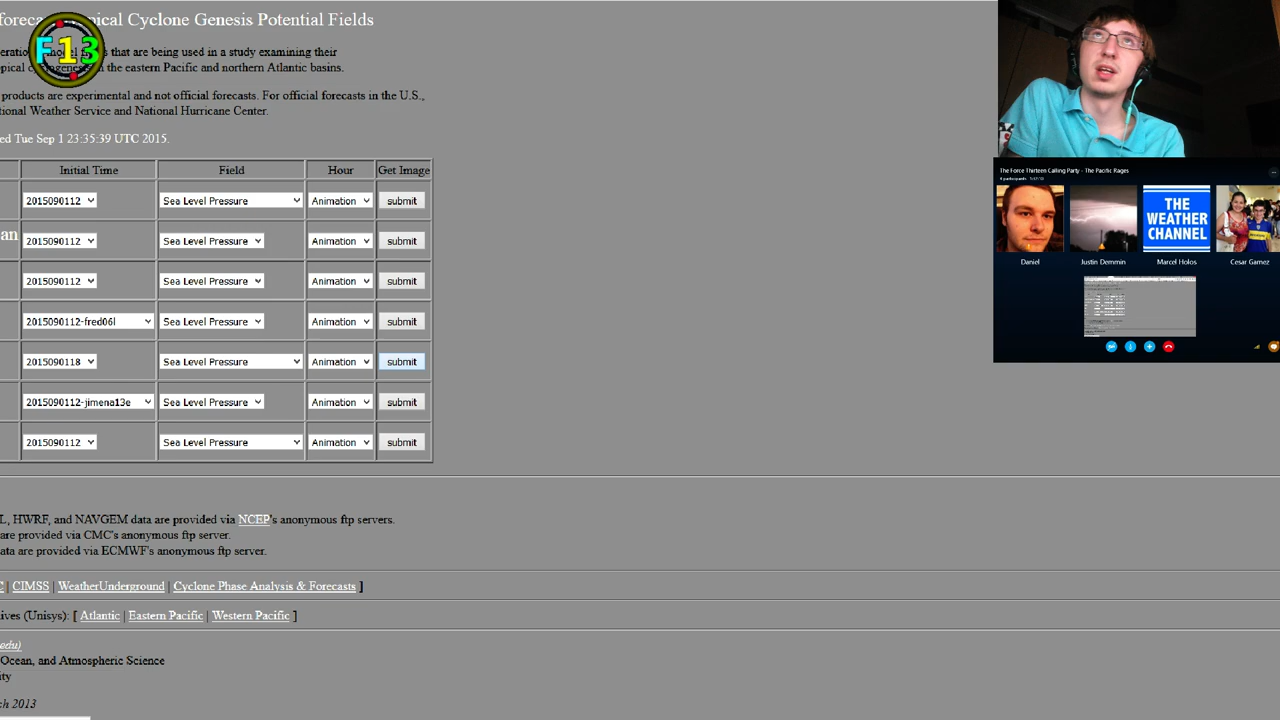 forecast Tropical Cyclone Genesis Potential Fields
F13
that are being used in a study examining their
the eastern Pacific and northern Atlantic basins.
products are experimental and not official forecasts. For official forecasts in the U.S.,
tional Weather Service and National Hurricane Center.
ed Tue Sep 1 23:35:39 UTC 2015.
Initial Time Field Hour Get Image
2015090112 Sea Level Pressure Animation submit
an 2015090112 Sea Level Pressure Animation submit
2015090112 Sea Level Pressure Animation submit
2015090112-fred06l Sea Level Pressure Animation submit
2015090118 Sea Level Pressure Animation submit
2015090112-jimena13e Sea Level Pressure Animation submit
2015090112 Sea Level Pressure Animation submit
L, HWRF, and NAVGEM data are provided via NCEP's anonymous ftp servers.
are provided via CMC's anonymous ftp server.
ata are provided via ECMWF's anonymous ftp server.
C | CIMSS | WeatherUnderground | Cyclone Phase Analysis & Forecasts ]
ives (Unisys): [ Atlantic | Eastern Pacific | Western Pacific ]
edu)
Ocean, and Atmospheric Science
ity
ch 2013
The Force Thirteen Calling Party - The Pacific Rages
THE
WEATHER
CHANNEL
Daniel Justin Demmin Marcel Holos Cesar Gamez